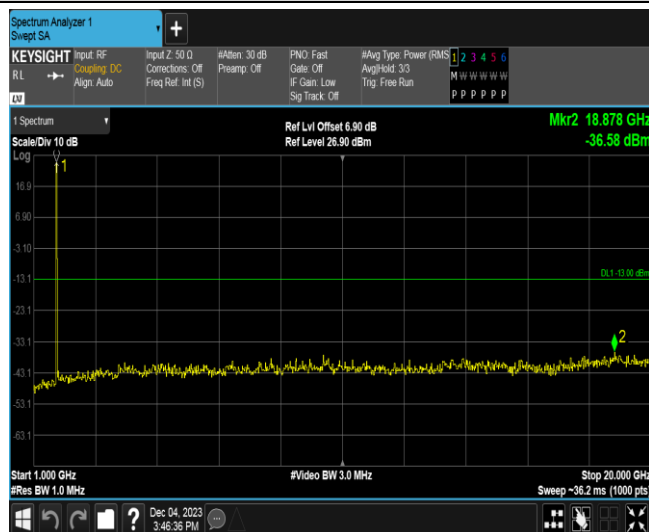 Spectrum Analyzer 1
Swept SA
+
KEYSIGHT Input: RF Input Z: 50 Ω #Atten: 30 dB PNO: Fast #Avg Type: Power (RMS 1 2 3 4 5 6
RL Coupling: DC Corrections: Off Preamp: Off Gate: Off Avg|Hold: 3/3 M W W W W W
Align: Auto Freq Ref: Int (S) IF Gain: Low Trig: Free Run
LXI Sig Track: Off P P P P P P
1 Spectrum Ref Lvl Offset 6.90 dB Mkr2 18.878 GHz
Scale/Div 10 dB Ref Level 26.90 dBm -36.58 dBm
Log
1
16.9
6.90
-3.10
-13.1 DL1 -13.00 dBm
-23.1
-33.1 2
-43.1
-53.1
-63.1
Start 1.000 GHz #Video BW 3.0 MHz Stop 20.000 GHz
#Res BW 1.0 MHz Sweep ~36.2 ms (1000 pts)
? Dec 04, 2023
3:46:36 PM